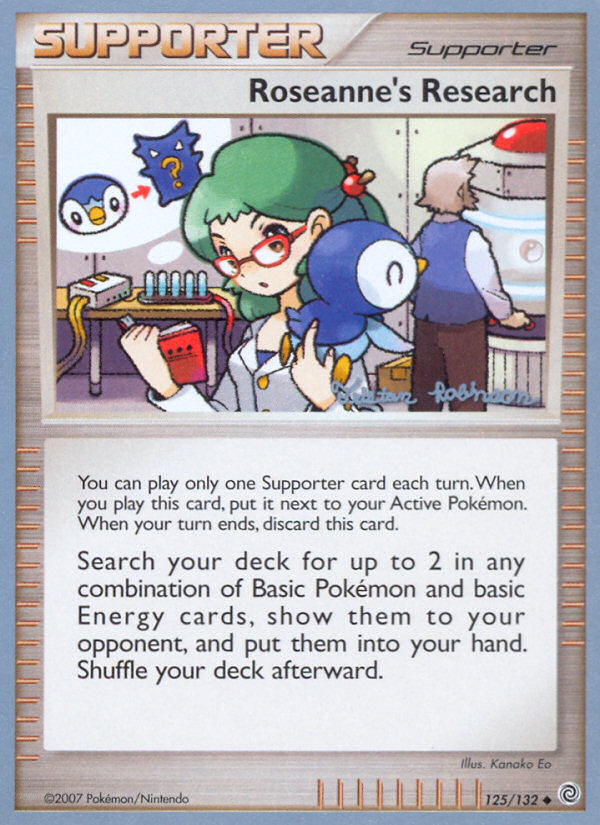 SUPPORTER
Supporter
Roseanne's Research
?
Tristan Robinson
You can play only one Supporter card each turn. When
you play this card, put it next to your Active Pokémon.
When your turn ends, discard this card.
Search your deck for up to 2 in any
combination of Basic Pokémon and basic
Energy cards, show them to your
opponent, and put them into your hand.
Shuffle your deck afterward.
Illus. Kanako Eo
©2007 Pokémon/Nintendo
125/132